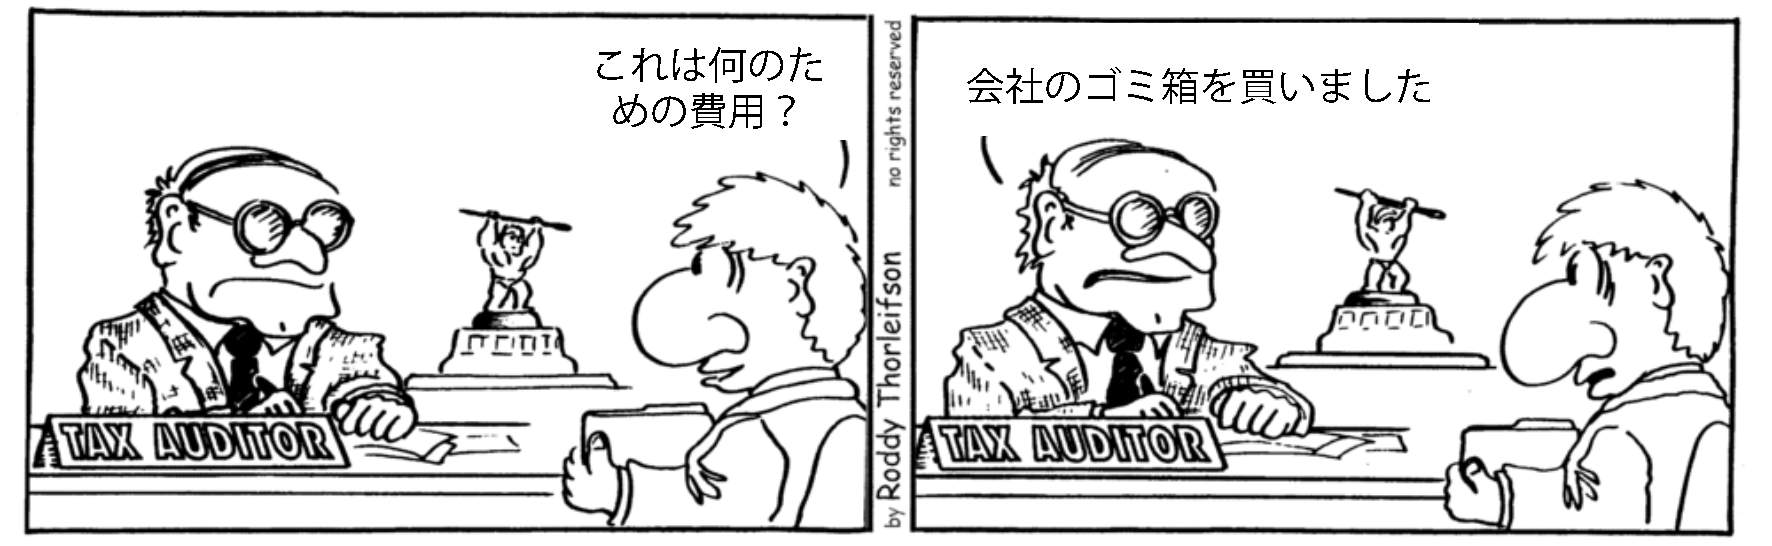 これは何のた
めの費用？
TAX AUDITOR
by Roddy Thorleifson no rights reserved
会社のゴミ箱を買いました
TAX AUDITOR